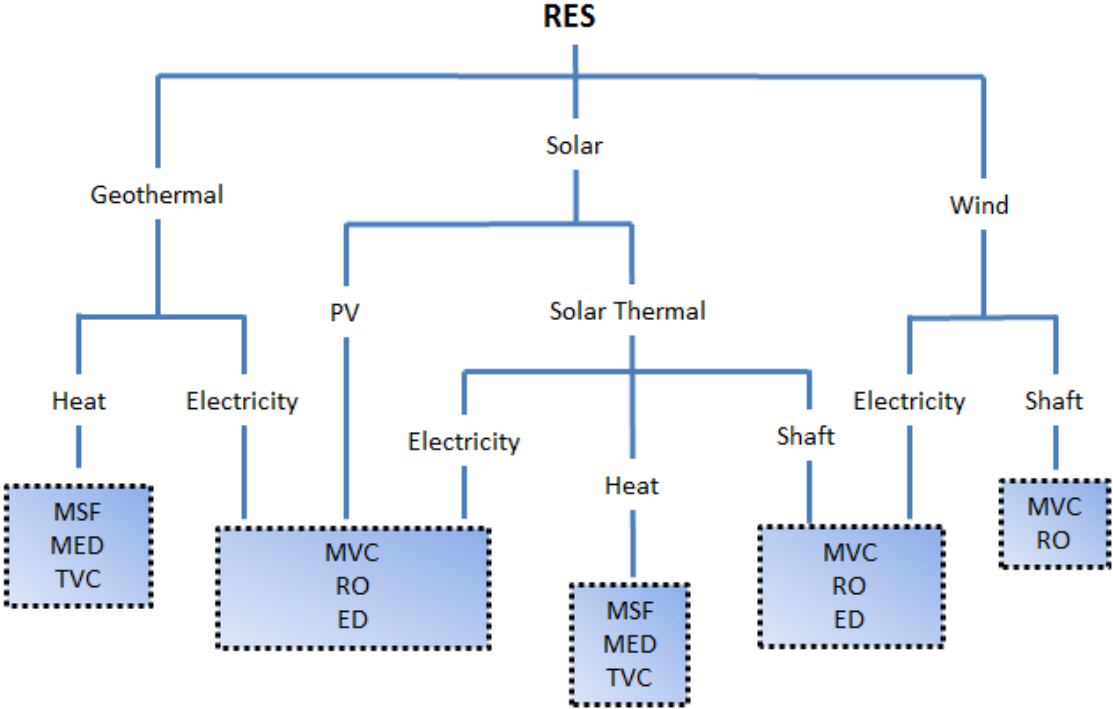 RES
Solar
Geothermal
Wind
PV
Solar Thermal
Heat
Electricity
Electricity
Shaft
Electricity
Shaft
Heat
MSF
MED
TVC
MVC
RO
ED
MSF
MED
TVC
MVC
RO
ED
MVC
RO